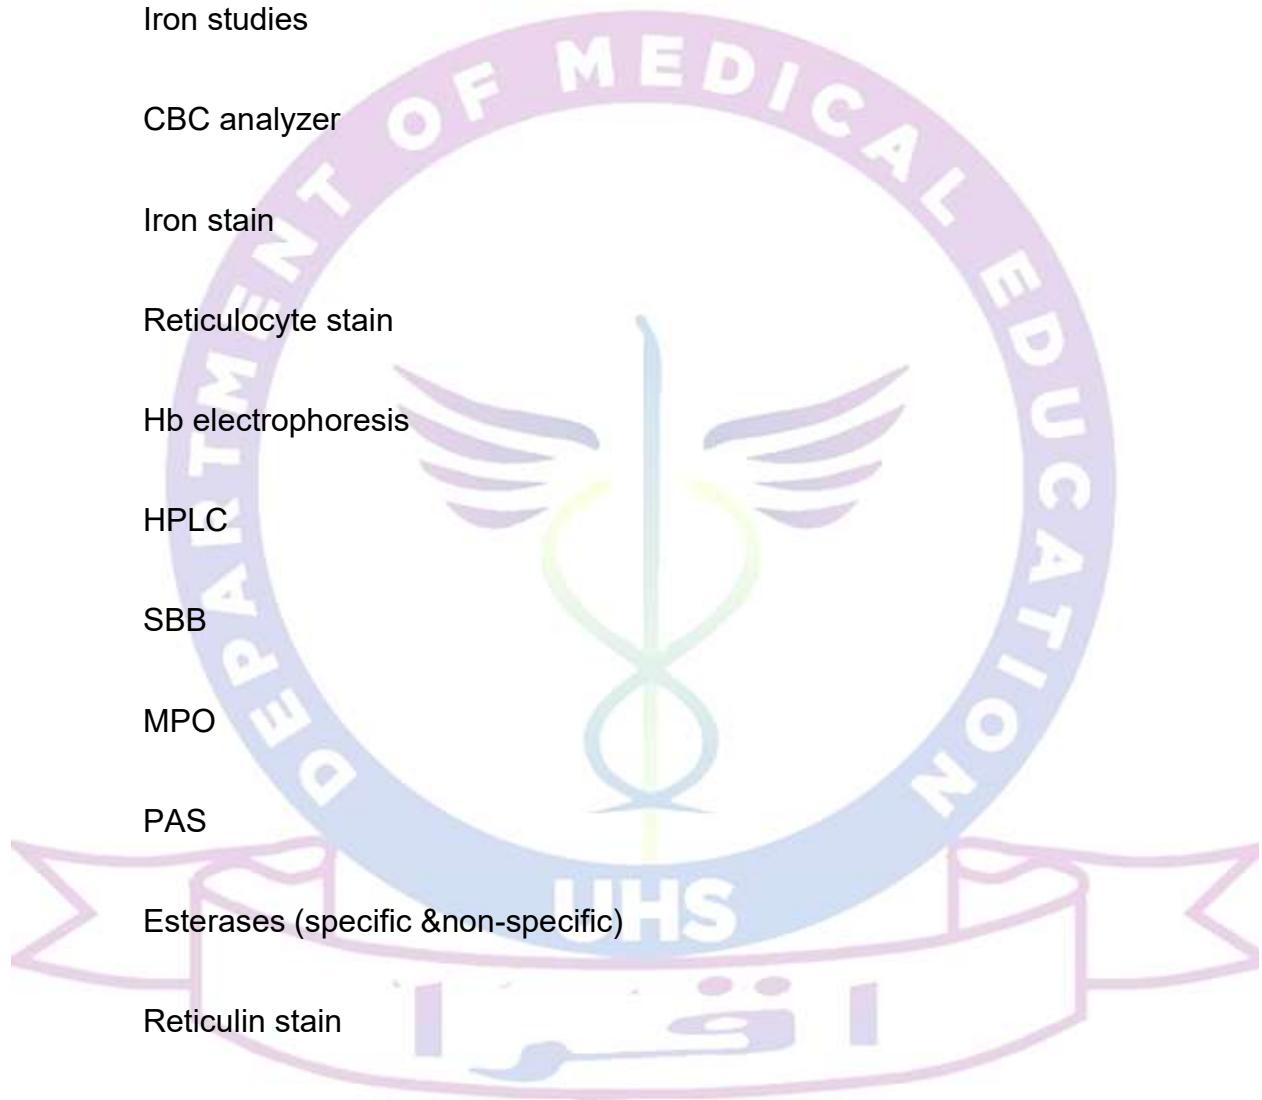 Iron studies
CBC analyzer
Iron stain
Reticulocyte stain
Hb electrophoresis
HPLC
SBB
MPO
PAS
Esterases (specific &non-specific)
Reticulin stain
DEPARTMENT OF MEDICAL EDUCATION
UHS
اقرا